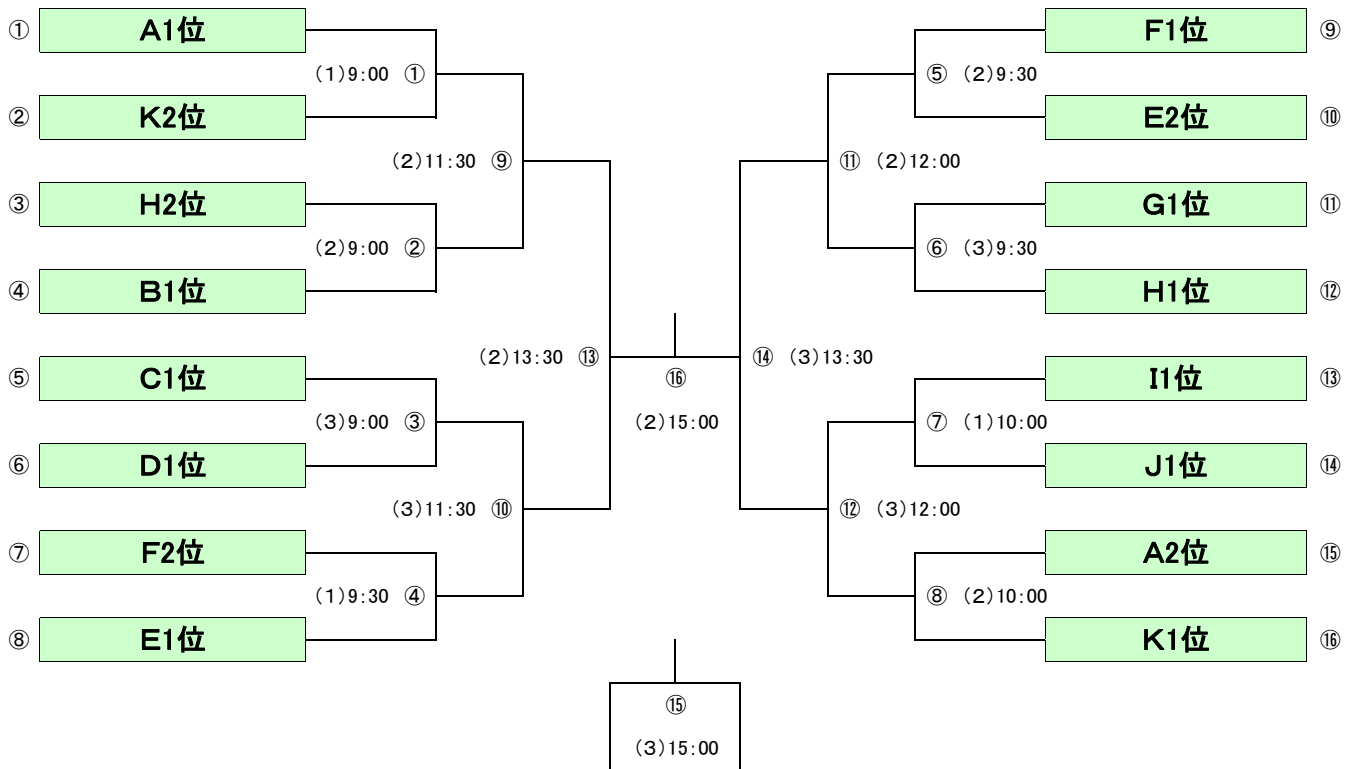 ① A1位 F1位 ⑨
(1)9:00 ① ⑤ (2)9:30
② K2位 E2位 ⑩
(2)11:30 ⑨ ⑪ (2)12:00
③ H2位 G1位 ⑪
(2)9:00 ② ⑥ (3)9:30
④ B1位 H1位 ⑫
(2)13:30 ⑬ ⑭ (3)13:30
⑤ C1位 ⑯ I1位 ⑬
(3)9:00 ③ (2)15:00 ⑦ (1)10:00
⑥ D1位 J1位 ⑭
(3)11:30 ⑩ ⑫ (3)12:00
⑦ F2位 A2位 ⑮
(1)9:30 ④ ⑧ (2)10:00
⑧ E1位 K1位 ⑯
⑮
(3)15:00